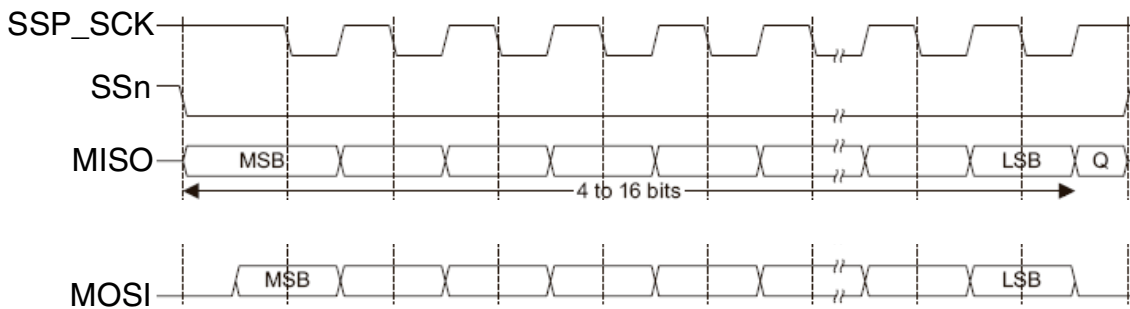 SSP_SCK
SSn
MISO MSB LSB Q
4 to 16 bits
MOSI MSB LSB